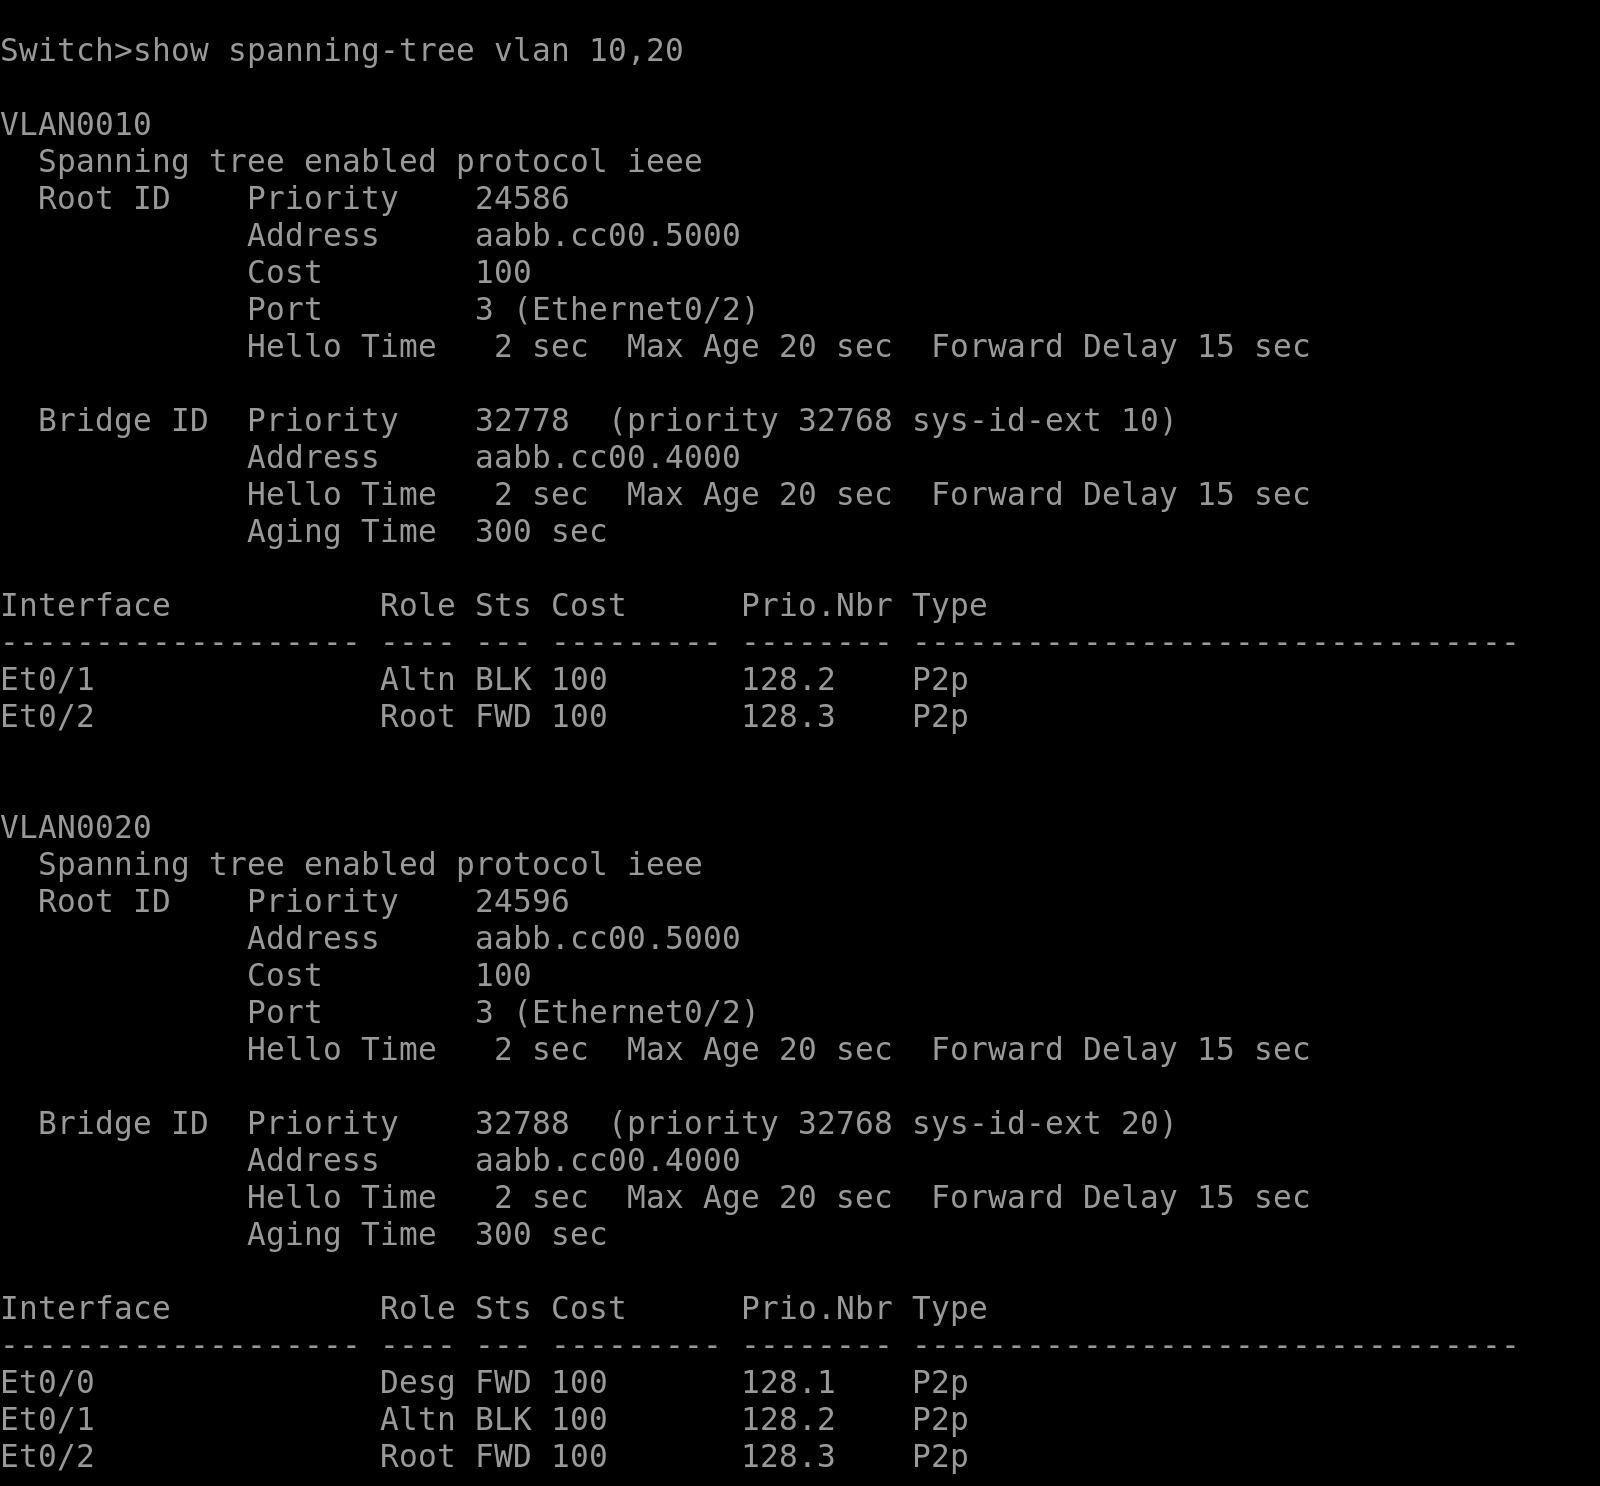 Switch>show spanning-tree vlan 10,20

VLAN0010
  Spanning tree enabled protocol ieee
  Root ID    Priority    24586
             Address     aabb.cc00.5000
             Cost        100
             Port        3 (Ethernet0/2)
             Hello Time   2 sec  Max Age 20 sec  Forward Delay 15 sec

  Bridge ID  Priority    32778  (priority 32768 sys-id-ext 10)
             Address     aabb.cc00.4000
             Hello Time   2 sec  Max Age 20 sec  Forward Delay 15 sec
             Aging Time  300 sec

Interface           Role Sts Cost      Prio.Nbr Type
------------------- ---- --- --------- -------- --------------------------------
Et0/1               Altn BLK 100       128.2    P2p
Et0/2               Root FWD 100       128.3    P2p


VLAN0020
  Spanning tree enabled protocol ieee
  Root ID    Priority    24596
             Address     aabb.cc00.5000
             Cost        100
             Port        3 (Ethernet0/2)
             Hello Time   2 sec  Max Age 20 sec  Forward Delay 15 sec

  Bridge ID  Priority    32788  (priority 32768 sys-id-ext 20)
             Address     aabb.cc00.4000
             Hello Time   2 sec  Max Age 20 sec  Forward Delay 15 sec
             Aging Time  300 sec

Interface           Role Sts Cost      Prio.Nbr Type
------------------- ---- --- --------- -------- --------------------------------
Et0/0               Desg FWD 100       128.1    P2p
Et0/1               Altn BLK 100       128.2    P2p
Et0/2               Root FWD 100       128.3    P2p